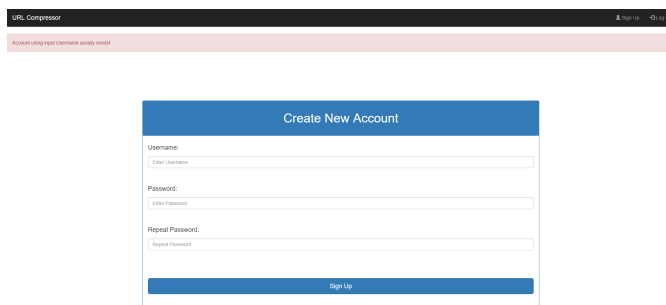 URL Compressor
Sign Up
Log
Account using input Username already exists!
Create New Account
Username:
Enter Username
Password:
Enter Password
Repeat Password:
Repeat Password
Sign Up